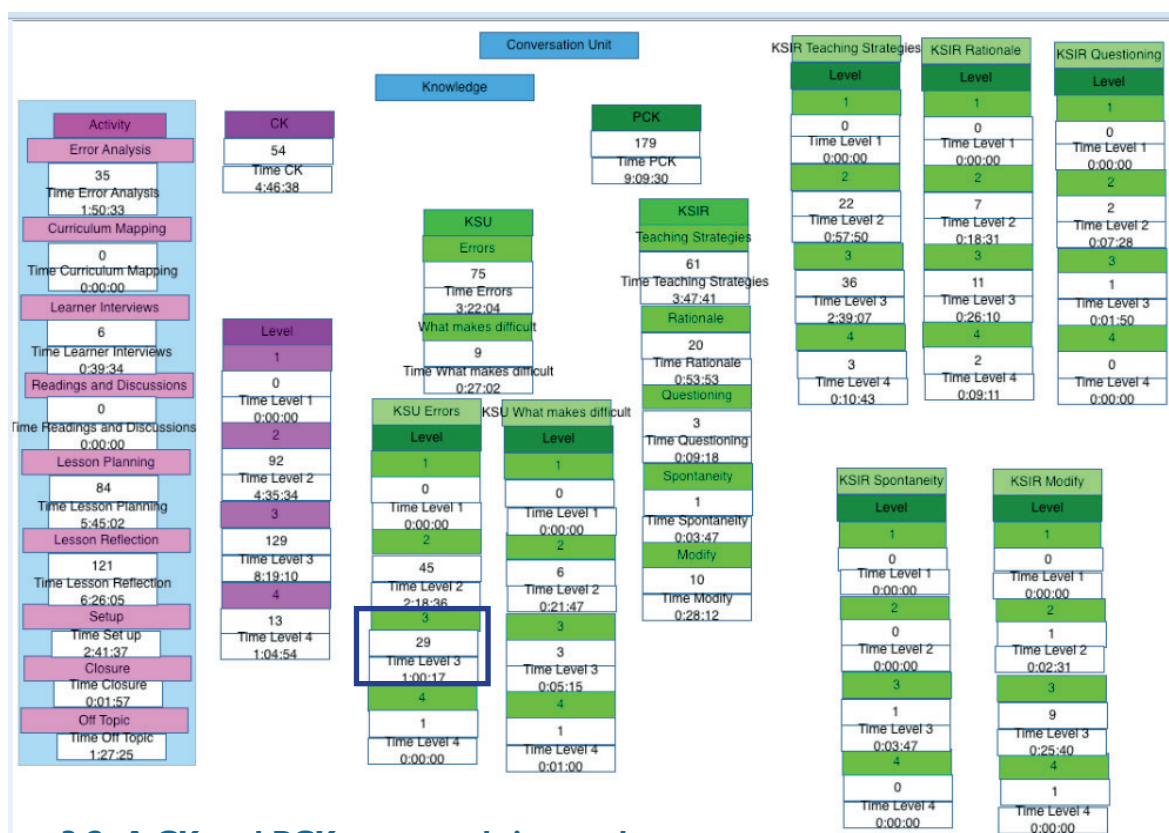 Conversation Unit
Knowledge
Activity
Error Analysis
35
Time Error Analysis
1:50:33
Curriculum Mapping
0
Time Curriculum Mapping
0:00:00
Learner Interviews
6
Time Learner Interviews
0:39:34
Readings and Discussions
0
Time Readings and Discussions
0:00:00
Lesson Planning
84
Time Lesson Planning
5:45:02
Lesson Reflection
121
Time Lesson Reflection
6:26:05
Setup
Time Set up
2:41:37
Closure
Time Closure
0:01:57
Off Topic
Time Off Topic
1:27:25
CK
54
Time CK
4:46:38
Level
1
0
Time Level 1
0:00:00
2
92
Time Level 2
4:35:34
3
129
Time Level 3
8:19:10
4
13
Time Level 4
1:04:54
PCK
179
Time PCK
9:09:30
KSU
Errors
75
Time Errors
3:22:04
What makes difficult
9
Time What makes difficult
0:27:02
KSU Errors
Level
1
0
Time Level 1
0:00:00
2
45
Time Level 2
2:18:36
3
29
Time Level 3
1:00:17
4
1
Time Level 4
0:00:00
KSU What makes difficult
Level
1
0
Time Level 1
0:00:00
2
6
Time Level 2
0:21:47
3
3
Time Level 3
0:05:15
4
1
Time Level 4
0:01:00
KSIR
Teaching Strategies
61
Time Teaching Strategies
3:47:41
Rationale
20
Time Rationale
0:53:53
Questioning
3
Time Questioning
0:09:18
Spontaneity
1
Time Spontaneity
0:03:47
Modify
10
Time Modify
0:28:12
KSIR Teaching Strategies
Level
1
0
Time Level 1
0:00:00
2
22
Time Level 2
0:57:50
3
36
Time Level 3
2:39:07
4
3
Time Level 4
0:10:43
KSIR Rationale
Level
1
0
Time Level 1
0:00:00
2
7
Time Level 2
0:18:31
3
11
Time Level 3
0:26:10
4
2
Time Level 4
0:09:11
KSIR Questioning
Level
1
0
Time Level 1
0:00:00
2
2
Time Level 2
0:07:28
3
1
Time Level 3
0:01:50
4
0
Time Level 4
0:00:00
KSIR Spontaneity
Level
1
0
Time Level 1
0:00:00
2
0
Time Level 2
0:00:00
3
1
Time Level 3
0:03:47
4
0
Time Level 4
0:00:00
KSIR Modify
Level
1
0
Time Level 1
0:00:00
2
1
Time Level 2
0:02:31
3
9
Time Level 3
0:25:40
4
1
Time Level 4
0:00:00